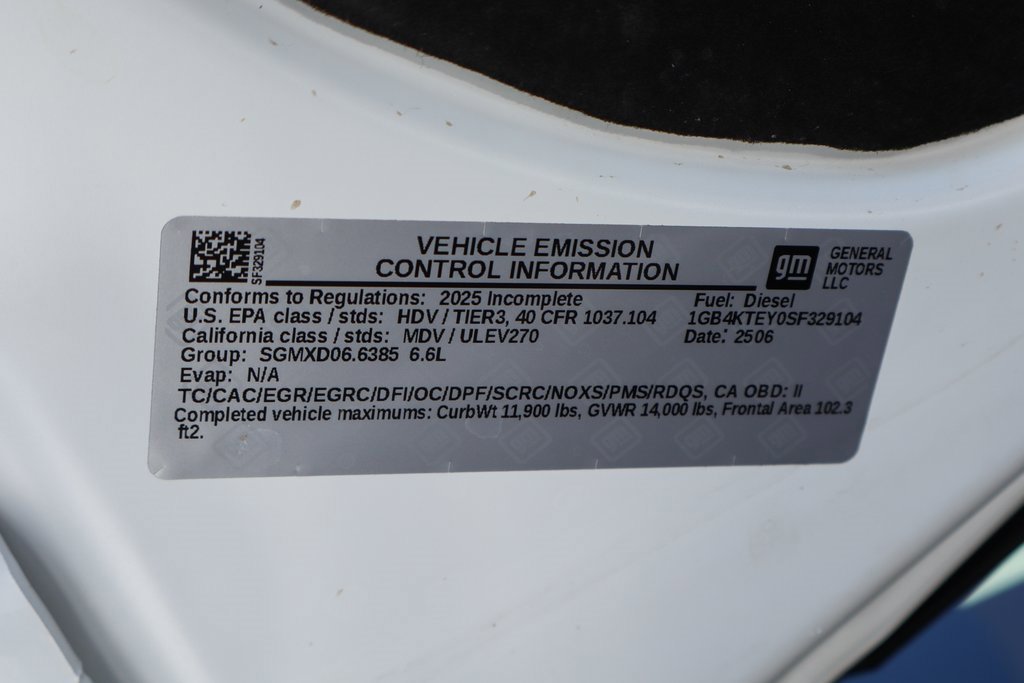 SF329104
VEHICLE EMISSION
CONTROL INFORMATION
gm
GENERAL
MOTORS
LLC
Conforms to Regulations: 2025 Incomplete
Fuel: Diesel
U.S. EPA class / stds: HDV / TIER3, 40 CFR 1037.104
1GB4KTEY0SF329104
California class / stds: MDV / ULEV270
Date: 2506
Group: SGMXD06.6385 6.6L
Evap: N/A
TC/CAC/EGR/EGRC/DFI/OC/DPF/SCRC/NOXS/PMS/RDQS, CA OBD: II
Completed vehicle maximums: CurbWt 11,900 lbs, GVWR 14,000 lbs, Frontal Area 102.3
ft2.